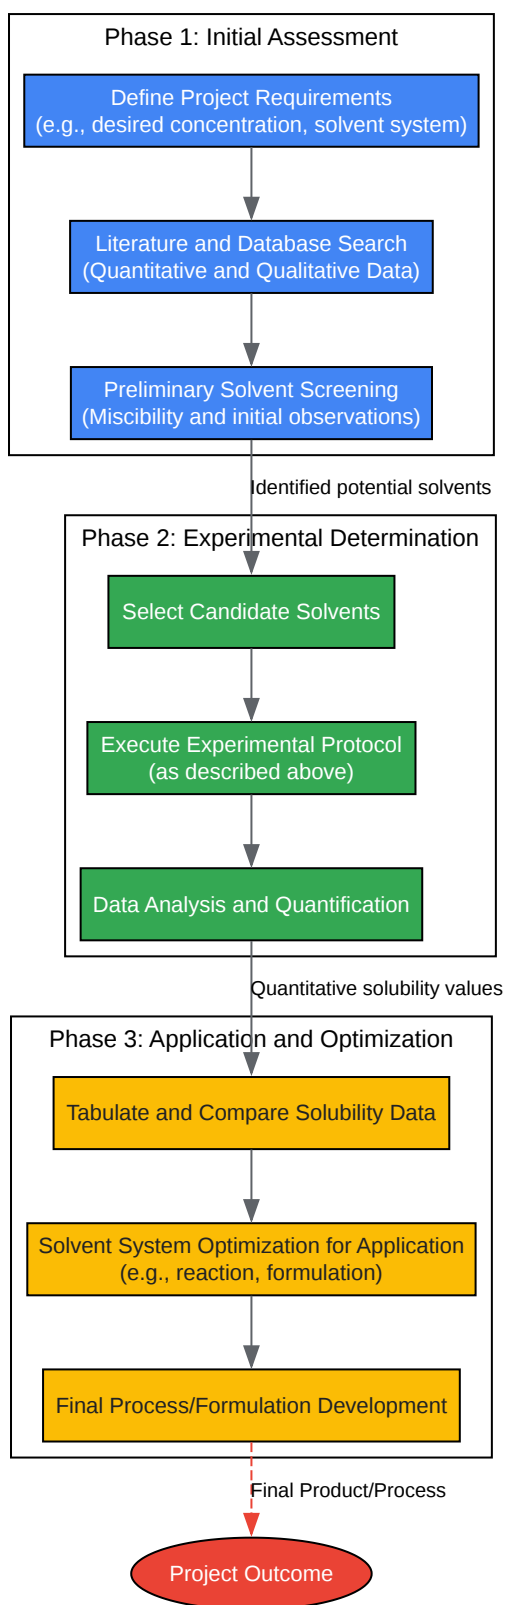 Phase 1: Initial Assessment
Define Project Requirements
(e.g., desired concentration, solvent system)
Literature and Database Search
(Quantitative and Qualitative Data)
Preliminary Solvent Screening
(Miscibility and initial observations)
Identified potential solvents
Phase 2: Experimental Determination
Select Candidate Solvents
Execute Experimental Protocol
(as described above)
Data Analysis and Quantification
Quantitative solubility values
Phase 3: Application and Optimization
Tabulate and Compare Solubility Data
Solvent System Optimization for Application
(e.g., reaction, formulation)
Final Process/Formulation Development
Final Product/Process
Project Outcome